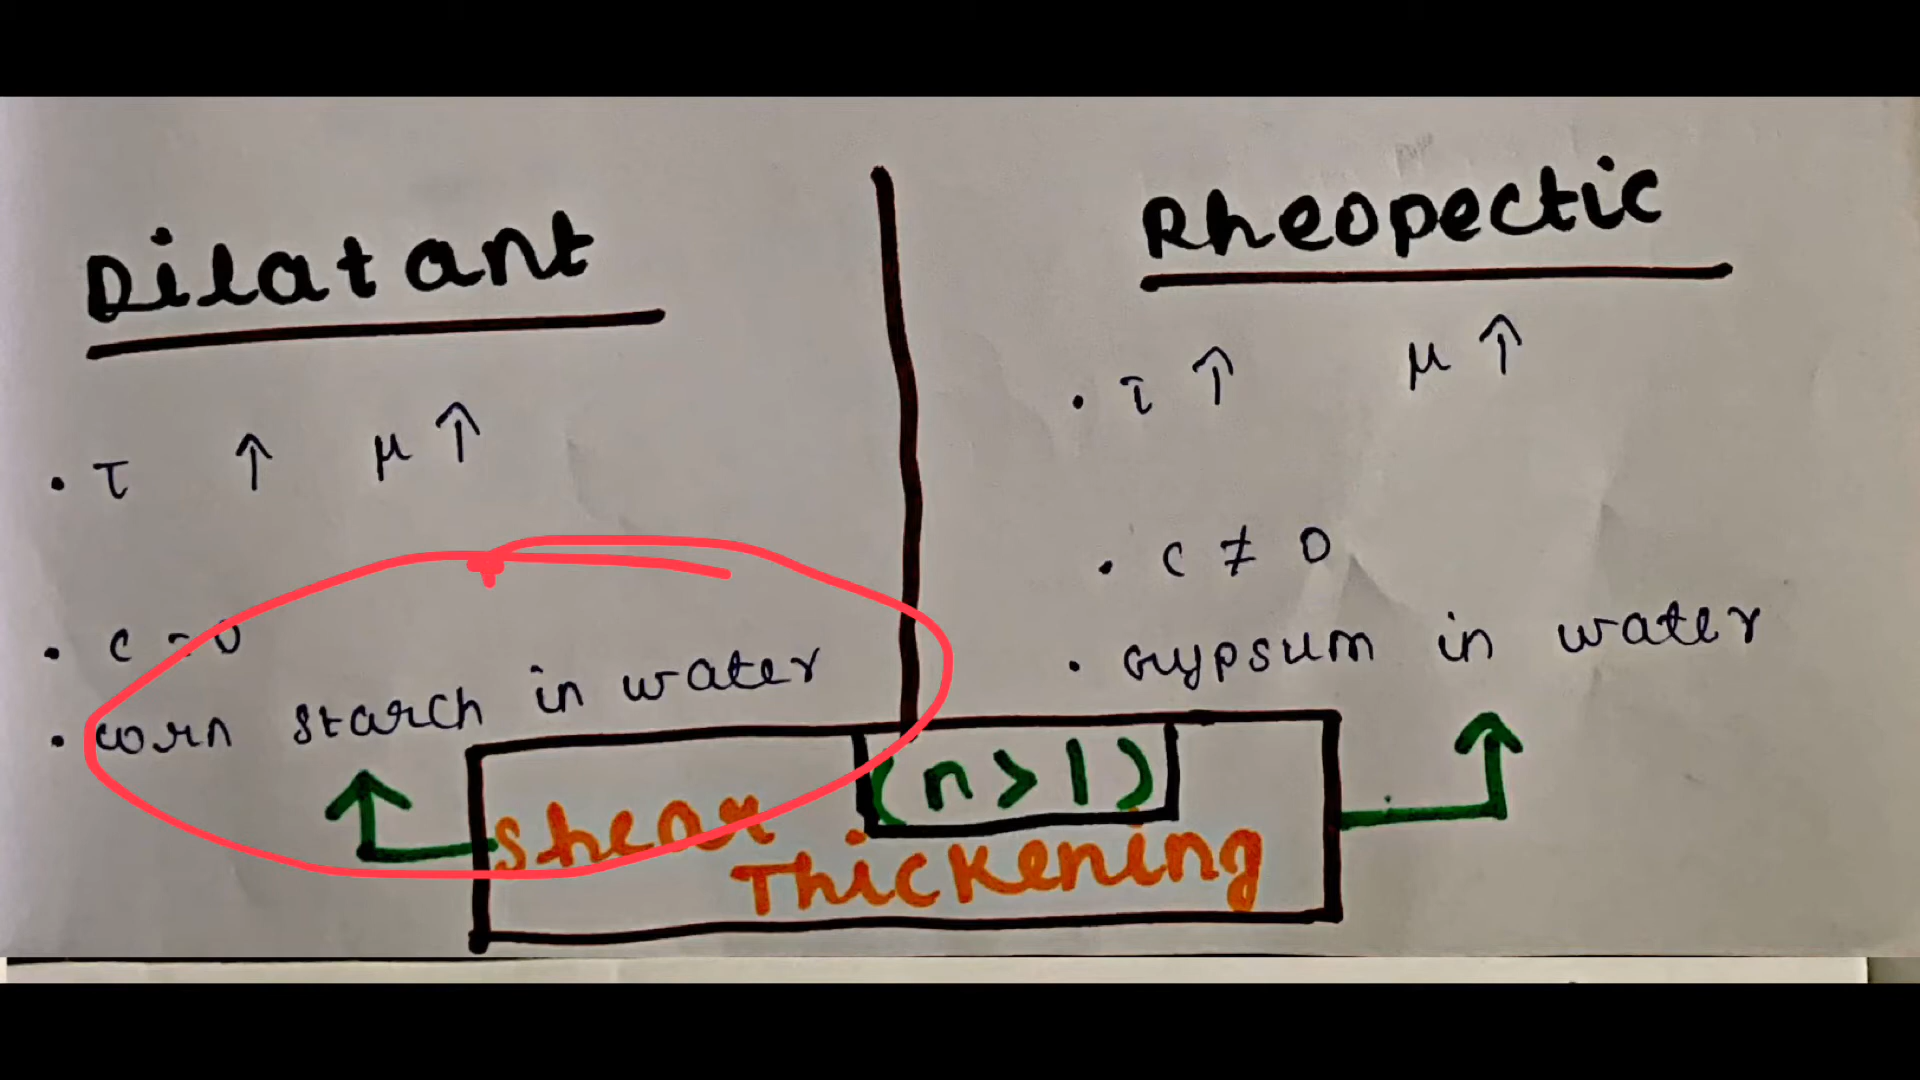 Dilatant
• τ ↑ μ ↑
• c = 0
• corn starch in water
Rheopectic
• τ ↑ μ ↑
• c ≠ 0
• Gypsum in water
(n > 1)
Shear
Thickening